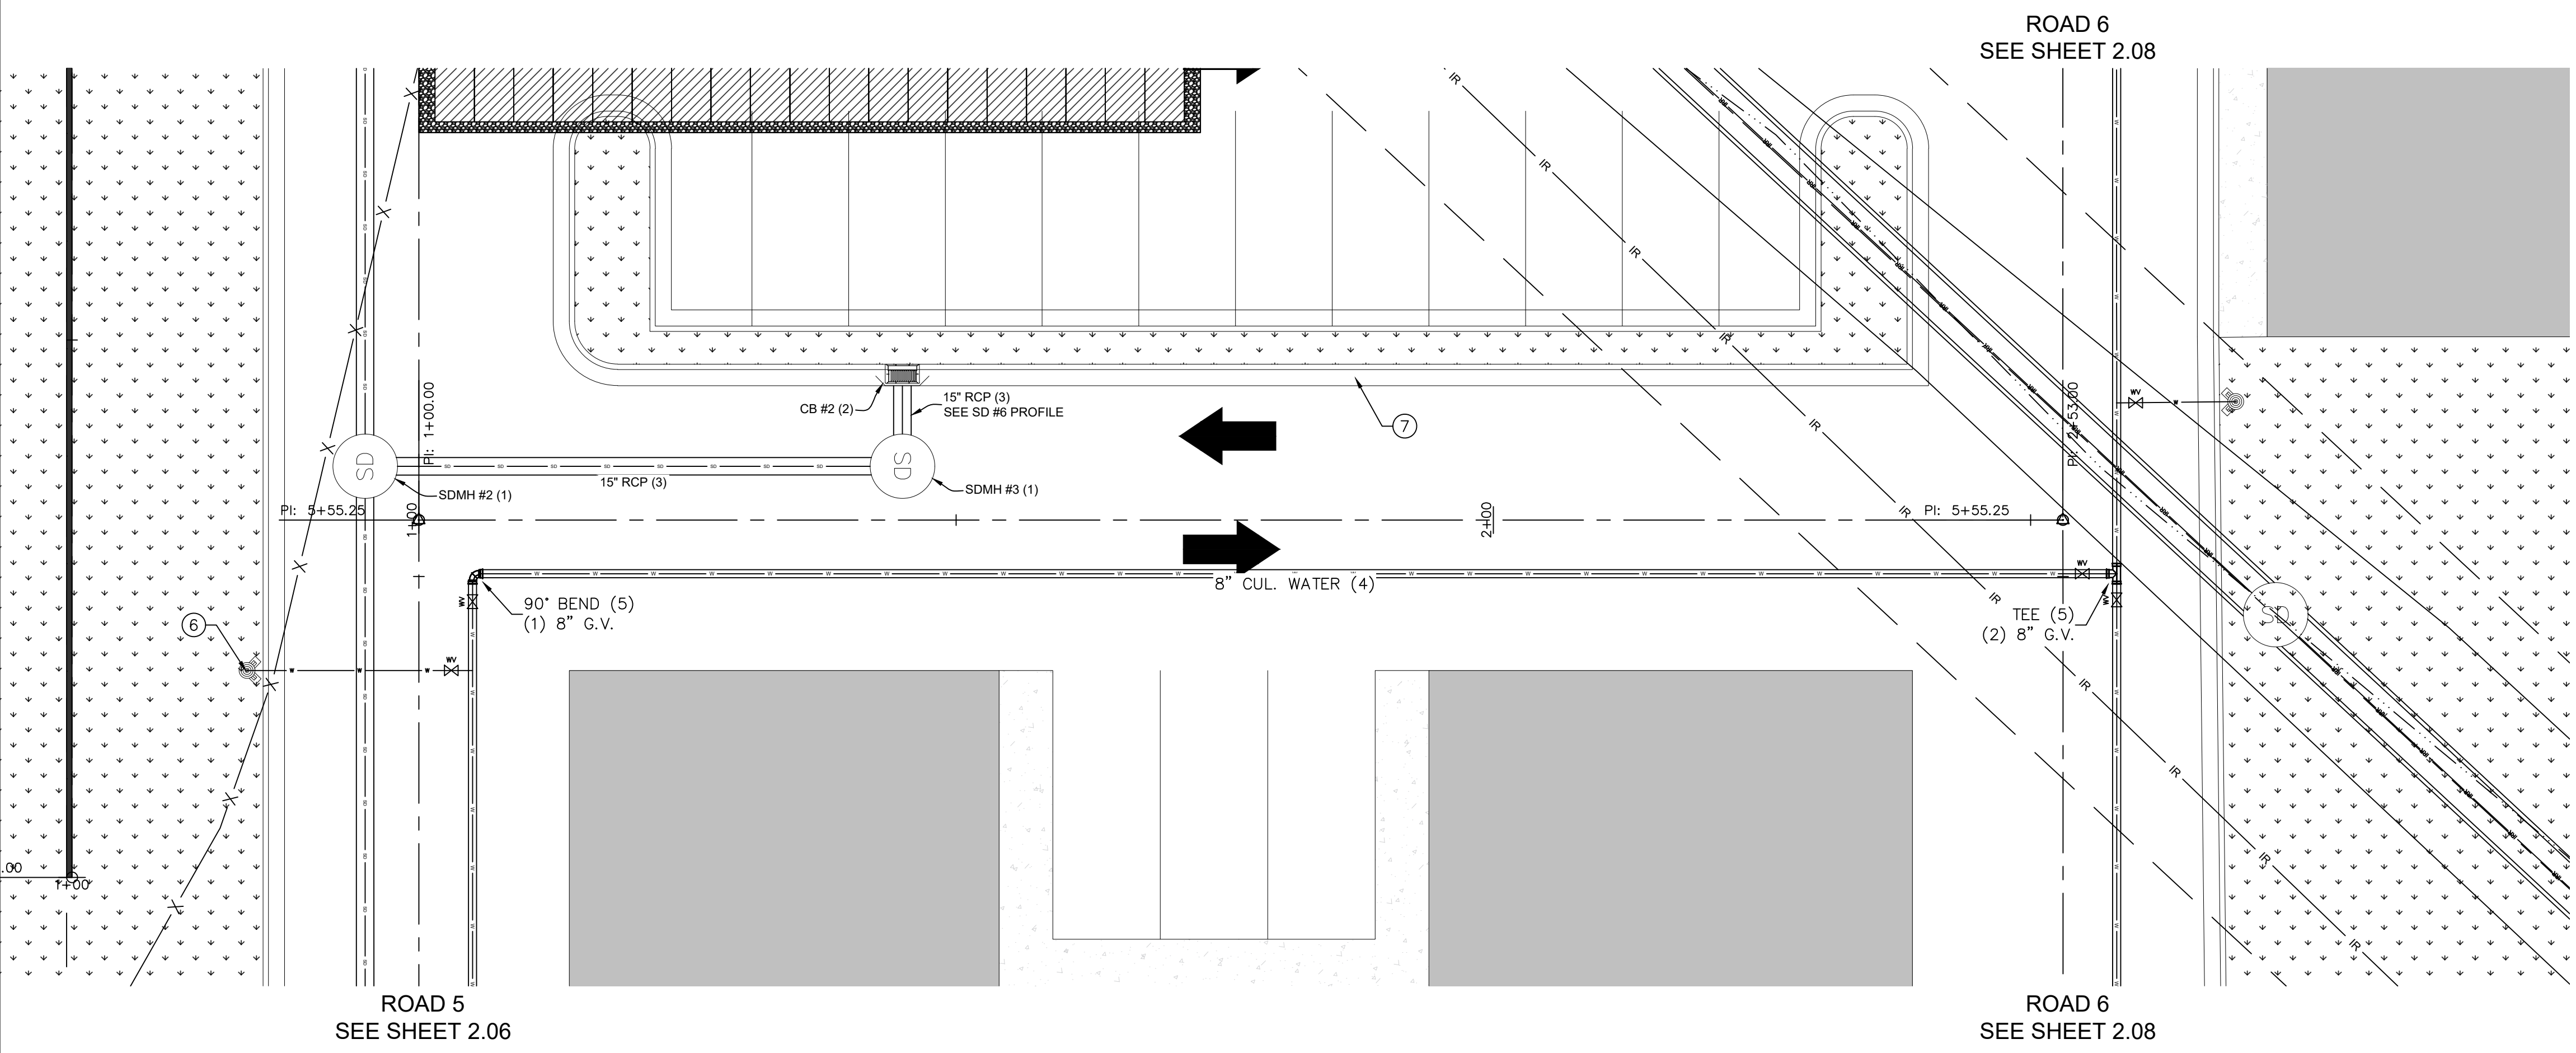 ROAD 6
SEE SHEET 2.08
PI: 1+00.00
CB #2 (2)
15" RCP (3)
SEE SD #6 PROFILE
7
SD
SD
15" RCP (3)
SDMH #2 (1)
SDMH #3 (1)
PI: 5+55.25
1+00
2+00
PI: 5+55.25
WV
W
IR
IR
IR
IR
IR
IR
IR
IR
IR
IR
IR
IR
8" CUL. WATER (4)
90° BEND (5)
(1) 8" G.V.
WV
WV
WV
TEE (5)
(2) 8" G.V.
SD
6
W
W
W
WV
.00
1+00
ROAD 5
SEE SHEET 2.06
ROAD 6
SEE SHEET 2.08